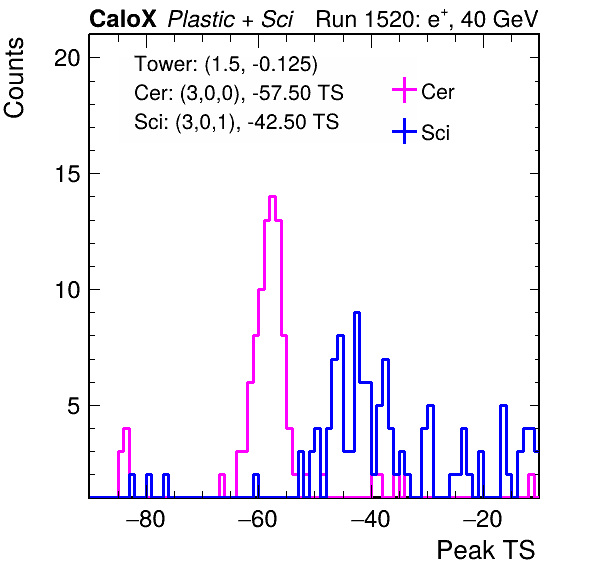 CaloX Plastic + Sci Run 1520: e⁺, 40 GeV
Counts
Tower: (1.5, -0.125)
Cer: (3,0,0), -57.50 TS
Sci: (3,0,1), -42.50 TS
Cer
Sci
20
15
10
5
−80 −60 −40 −20
Peak TS